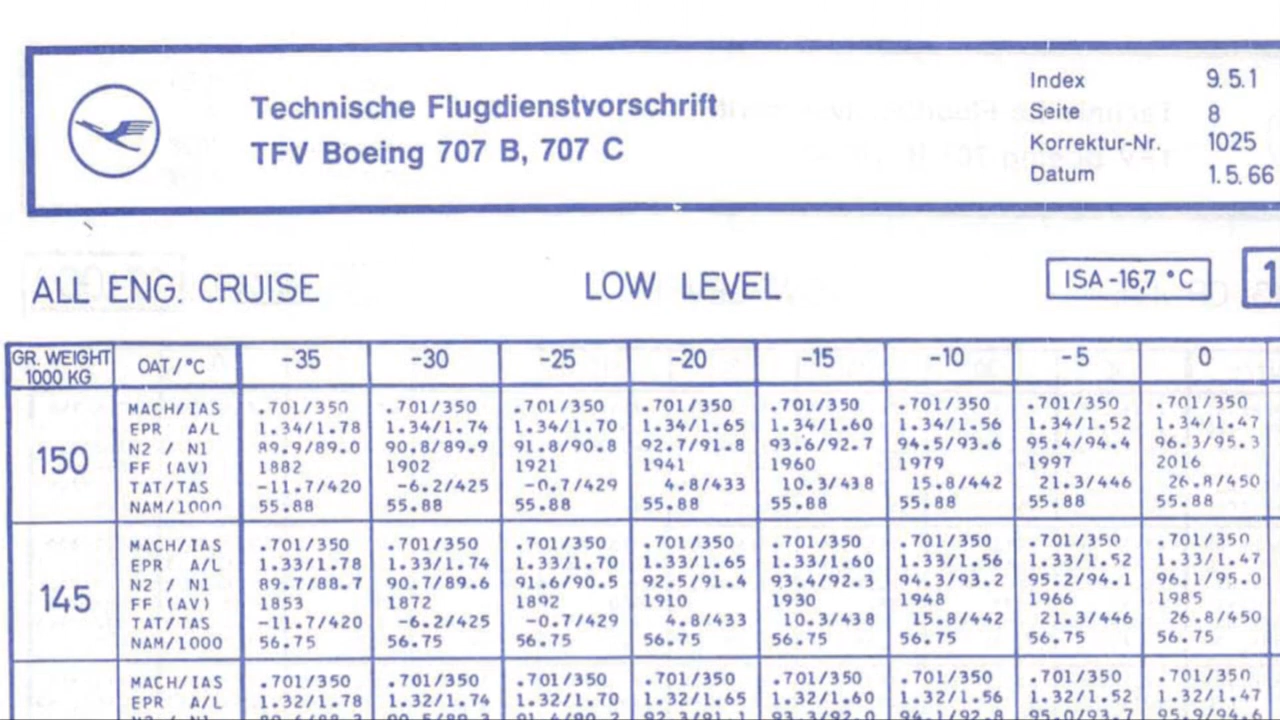 Technische Flugdienstvorschrift
TFV Boeing 707 B, 707 C
Index 9.5.1
Seite 8
Korrektur-Nr. 1025
Datum 1.5.66
ALL ENG. CRUISE LOW LEVEL ISA -16,7 °C 1
GR. WEIGHT 1000 KG OAT/°C -35 -30 -25 -20 -15 -10 -5 0
150
MACH/IAS .701/350 .701/350 .701/350 .701/350 .701/350 .701/350 .701/350 .701/350
EPR A/L 1.34/1.78 1.34/1.74 1.34/1.70 1.34/1.65 1.34/1.60 1.34/1.56 1.34/1.52 1.34/1.47
N2 / N1 89.9/89.0 90.8/89.9 91.8/90.8 92.7/91.8 93.6/92.7 94.5/93.6 95.4/94.4 96.3/95.3
FF (AV) 1882 1902 1921 1941 1960 1979 1997 2016
TAT/TAS -11.7/420 -6.2/425 -0.7/429 4.8/433 10.3/438 15.8/442 21.3/446 26.8/450
NAM/1000 55.88 55.88 55.88 55.88 55.88 55.88 55.88 55.88
145
MACH/IAS .701/350 .701/350 .701/350 .701/350 .701/350 .701/350 .701/350 .701/350
EPR A/L 1.33/1.78 1.33/1.74 1.33/1.70 1.33/1.65 1.33/1.60 1.33/1.56 1.33/1.52 1.33/1.47
N2 / N1 89.7/88.7 90.7/89.6 91.6/90.5 92.5/91.4 93.4/92.3 94.3/93.2 95.2/94.1 96.1/95.0
FF (AV) 1853 1872 1892 1910 1930 1948 1966 1985
TAT/TAS -11.7/420 -6.2/425 -0.7/429 4.8/433 10.3/438 15.8/442 21.3/446 26.8/450
NAM/1000 56.75 56.75 56.75 56.75 56.75 56.75 56.75 56.75
MACH/IAS .701/350 .701/350 .701/350 .701/350 .701/350 .701/350 .701/350 .701/350
EPR A/L 1.32/1.78 1.32/1.74 1.32/1.70 1.32/1.65 1.32/1.60 1.32/1.56 1.32/1.52 1.32/1.47